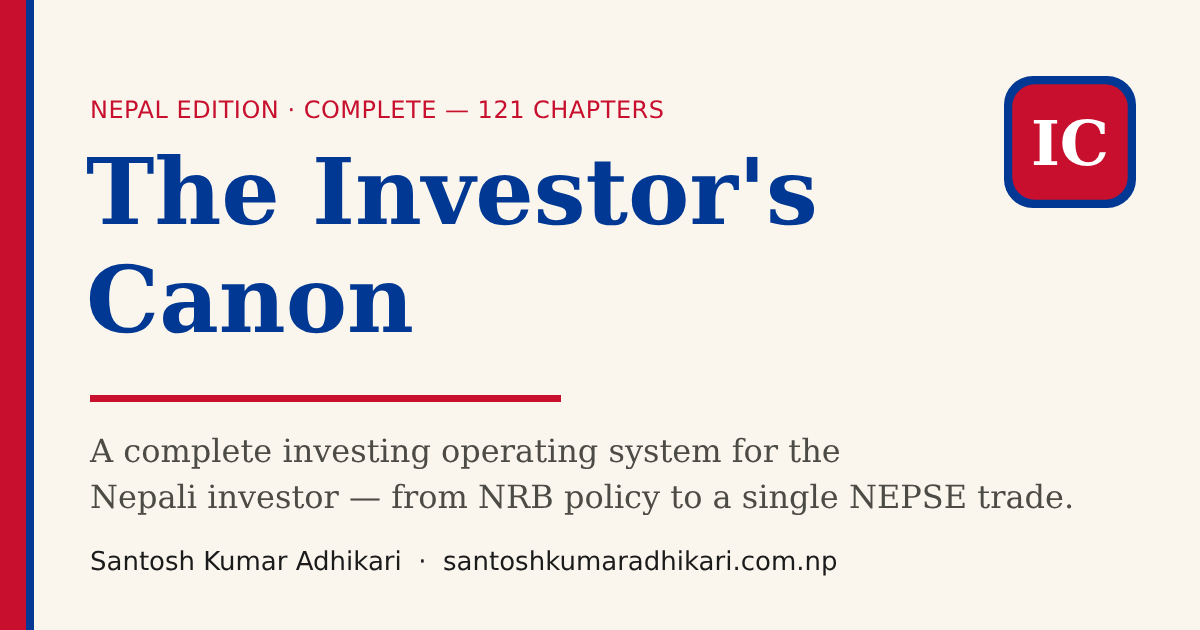 NEPAL EDITION · COMPLETE — 121 CHAPTERS
IC
The Investor's
Canon
A complete investing operating system for the
Nepali investor — from NRB policy to a single NEPSE trade.
Santosh Kumar Adhikari · santoshkumaradhikari.com.np